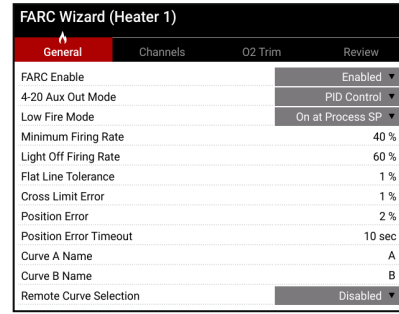 FARC Wizard (Heater 1)
General Channels O2 Trim Review
FARC Enable Enabled
4-20 Aux Out Mode PID Control
Low Fire Mode On at Process SP
Minimum Firing Rate 40 %
Light Off Firing Rate 60 %
Flat Line Tolerance 1 %
Cross Limit Error 1 %
Position Error 2 %
Position Error Timeout 10 sec
Curve A Name A
Curve B Name B
Remote Curve Selection Disabled